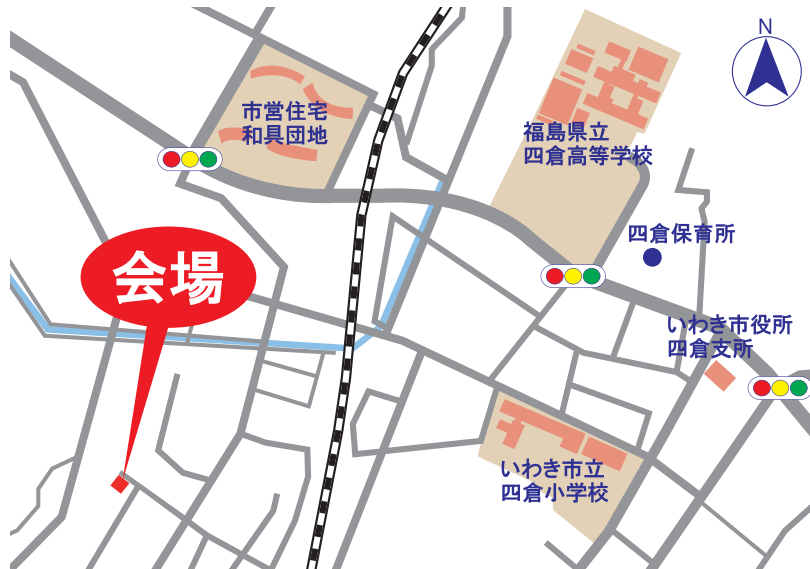 N
市営住宅
和具団地
福島県立
四倉高等学校
四倉保育所
会場
いわき市役所
四倉支所
いわき市立
四倉小学校